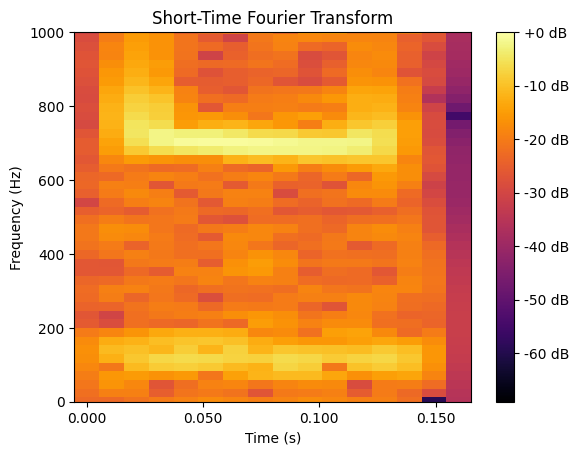 Short-Time Fourier Transform
1000
800
600
400
200
0
Frequency (Hz)
0.000
0.050
0.100
0.150
Time (s)
+0 dB
-10 dB
-20 dB
-30 dB
-40 dB
-50 dB
-60 dB